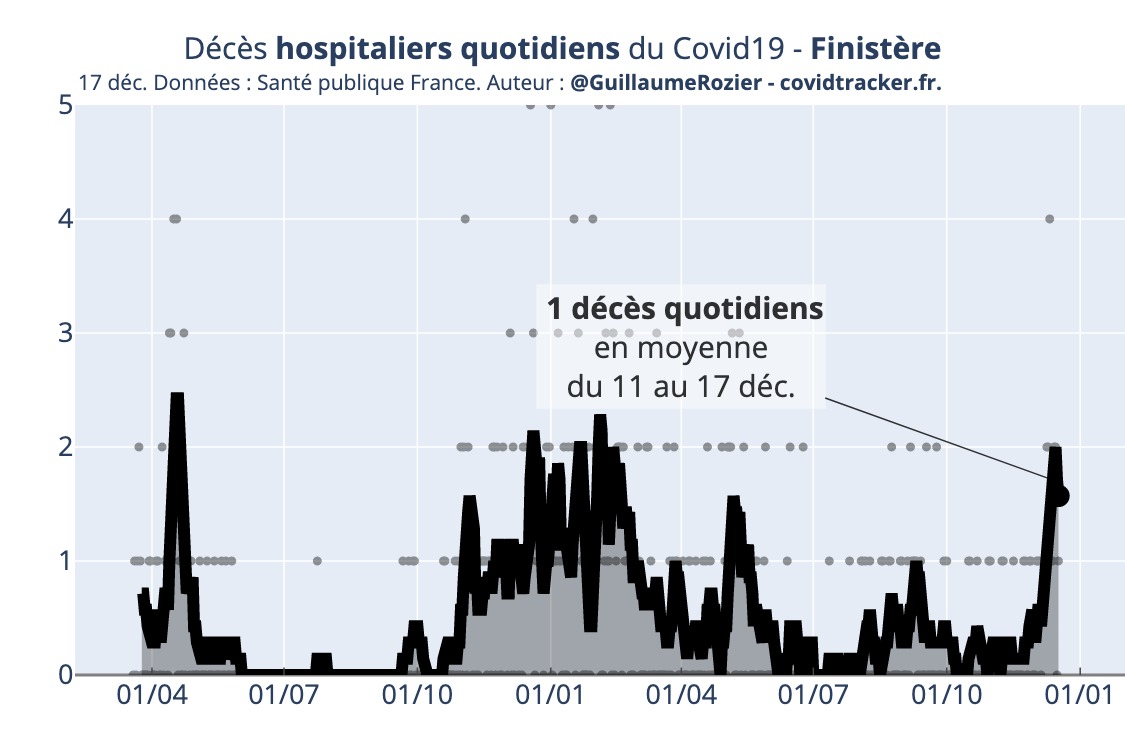 Décès hospitaliers quotidiens du Covid19 - Finistère
17 déc. Données : Santé publique France. Auteur : @GuillaumeRozier - covidtracker.fr.
5
4
3
2
1
0
1 décès quotidiens
en moyenne
du 11 au 17 déc.
01/04 01/07 01/10 01/01 01/04 01/07 01/10 01/01